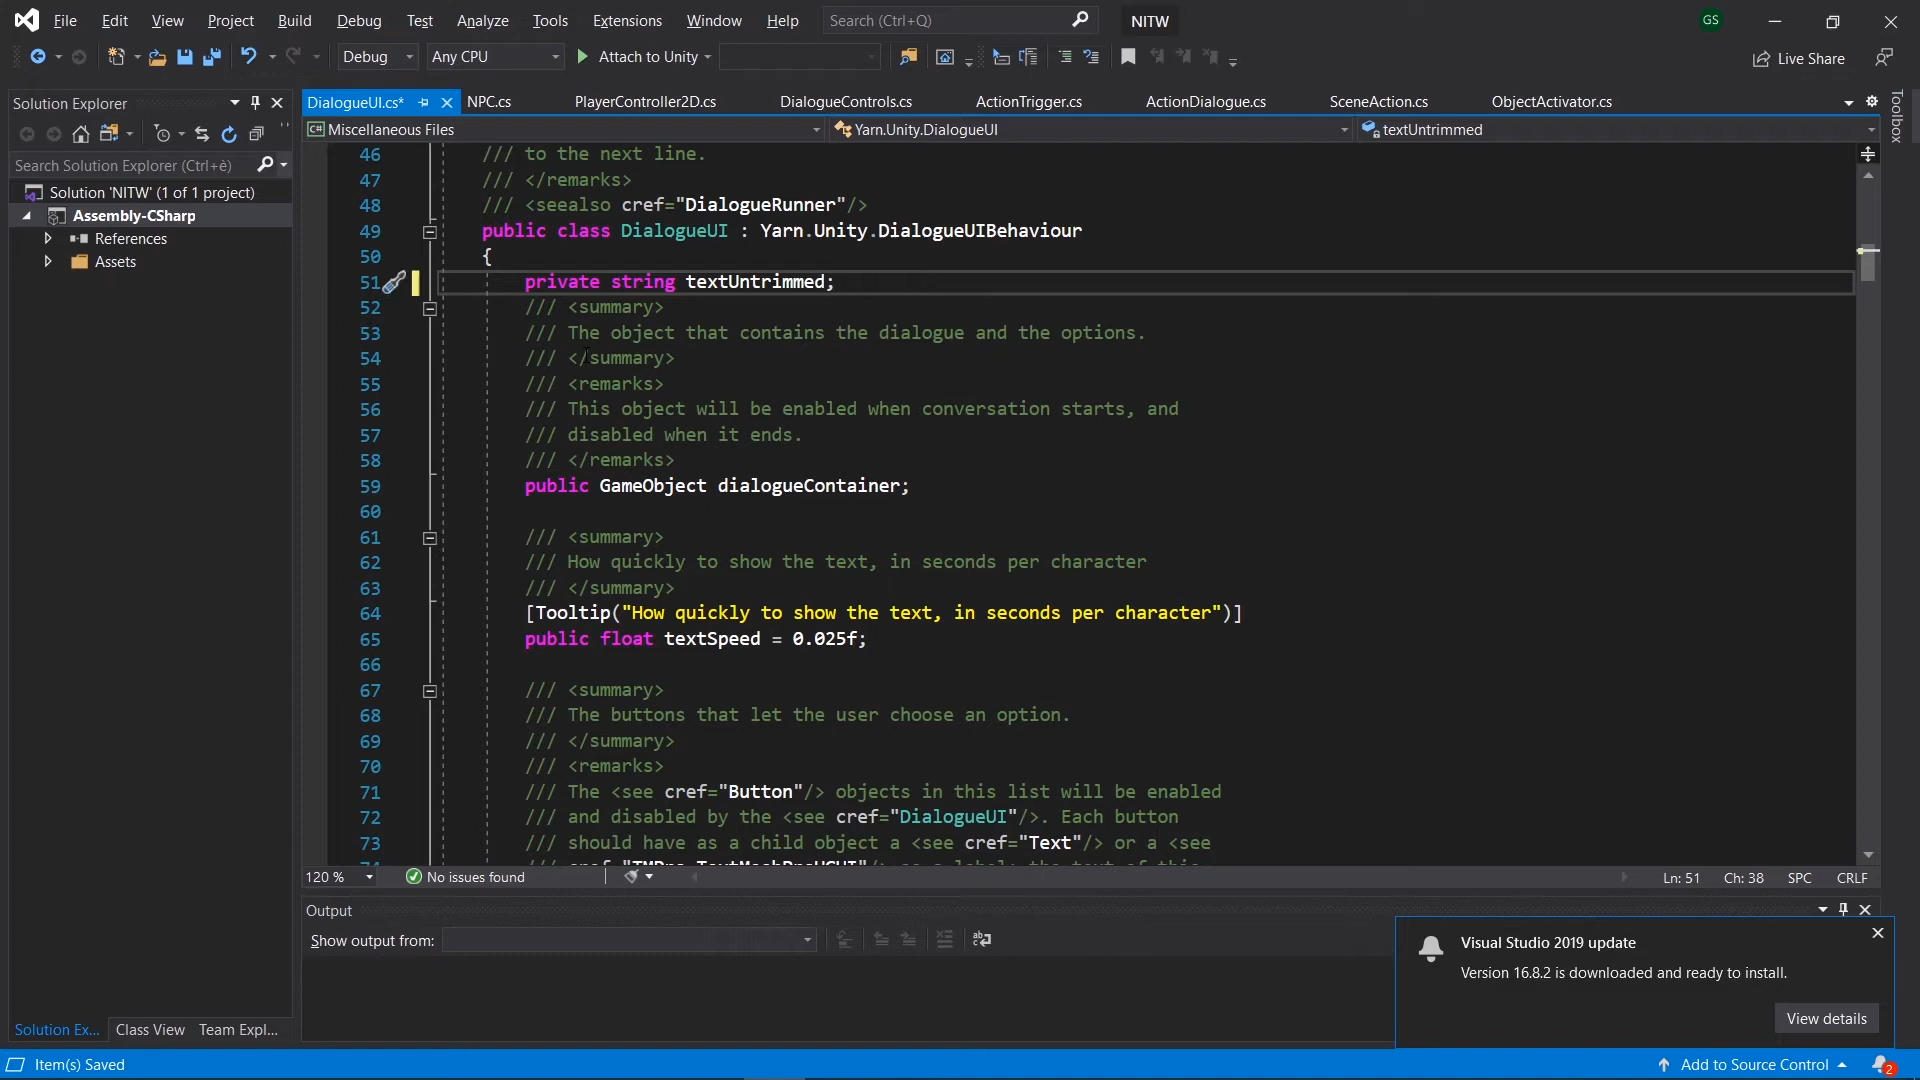 File Edit View Project Build Debug Test Analyze Tools Extensions Window Help Search (Ctrl+Q) NITW GS
Debug Any CPU Attach to Unity Live Share
Solution Explorer
Search Solution Explorer (Ctrl+è)
Solution 'NITW' (1 of 1 project)
Assembly-CSharp
References
Assets
Solution Ex... Class View Team Expl...
DialogueUI.cs* NPC.cs PlayerController2D.cs DialogueControls.cs ActionTrigger.cs ActionDialogue.cs SceneAction.cs ObjectActivator.cs
C# Miscellaneous Files Yarn.Unity.DialogueUI textUntrimmed
46 /// to the next line.
47 /// </remarks>
48 /// <seealso cref="DialogueRunner"/>
49 public class DialogueUI : Yarn.Unity.DialogueUIBehaviour
50 {
51 private string textUntrimmed;
52 /// <summary>
53 /// The object that contains the dialogue and the options.
54 /// </summary>
55 /// <remarks>
56 /// This object will be enabled when conversation starts, and
57 /// disabled when it ends.
58 /// </remarks>
59 public GameObject dialogueContainer;
60
61 /// <summary>
62 /// How quickly to show the text, in seconds per character
63 /// </summary>
64 [Tooltip("How quickly to show the text, in seconds per character")]
65 public float textSpeed = 0.025f;
66
67 /// <summary>
68 /// The buttons that let the user choose an option.
69 /// </summary>
70 /// <remarks>
71 /// The <see cref="Button"/> objects in this list will be enabled
72 /// and disabled by the <see cref="DialogueUI"/>. Each button
73 /// should have as a child object a <see cref="Text"/> or a <see
Toolbox
120 % No issues found Ln: 51 Ch: 38 SPC CRLF
Output
Show output from:
Visual Studio 2019 update
Version 16.8.2 is downloaded and ready to install.
View details
Item(s) Saved Add to Source Control 2